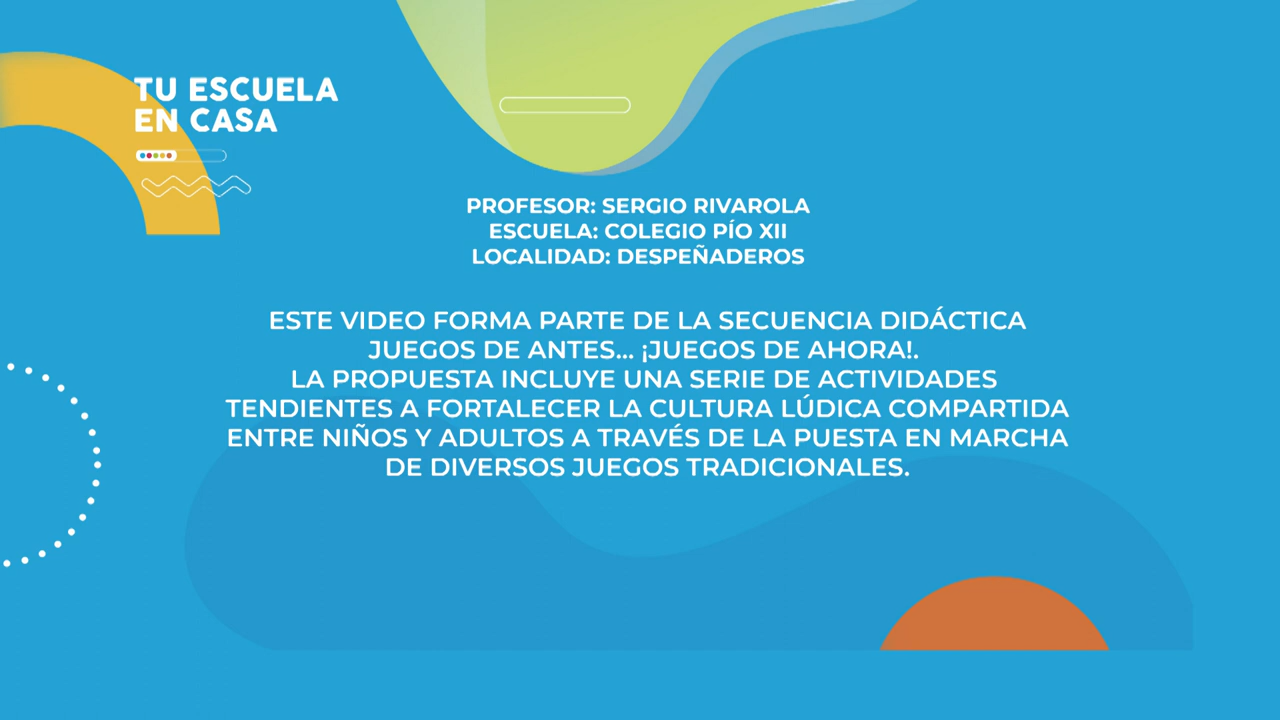 TU ESCUELA
EN CASA
PROFESOR: SERGIO RIVAROLA
ESCUELA: COLEGIO PÍO XII
LOCALIDAD: DESPEÑADEROS
ESTE VIDEO FORMA PARTE DE LA SECUENCIA DIDÁCTICA
JUEGOS DE ANTES... ¡JUEGOS DE AHORA!.
LA PROPUESTA INCLUYE UNA SERIE DE ACTIVIDADES
TENDIENTES A FORTALECER LA CULTURA LÚDICA COMPARTIDA
ENTRE NIÑOS Y ADULTOS A TRAVÉS DE LA PUESTA EN MARCHA
DE DIVERSOS JUEGOS TRADICIONALES.